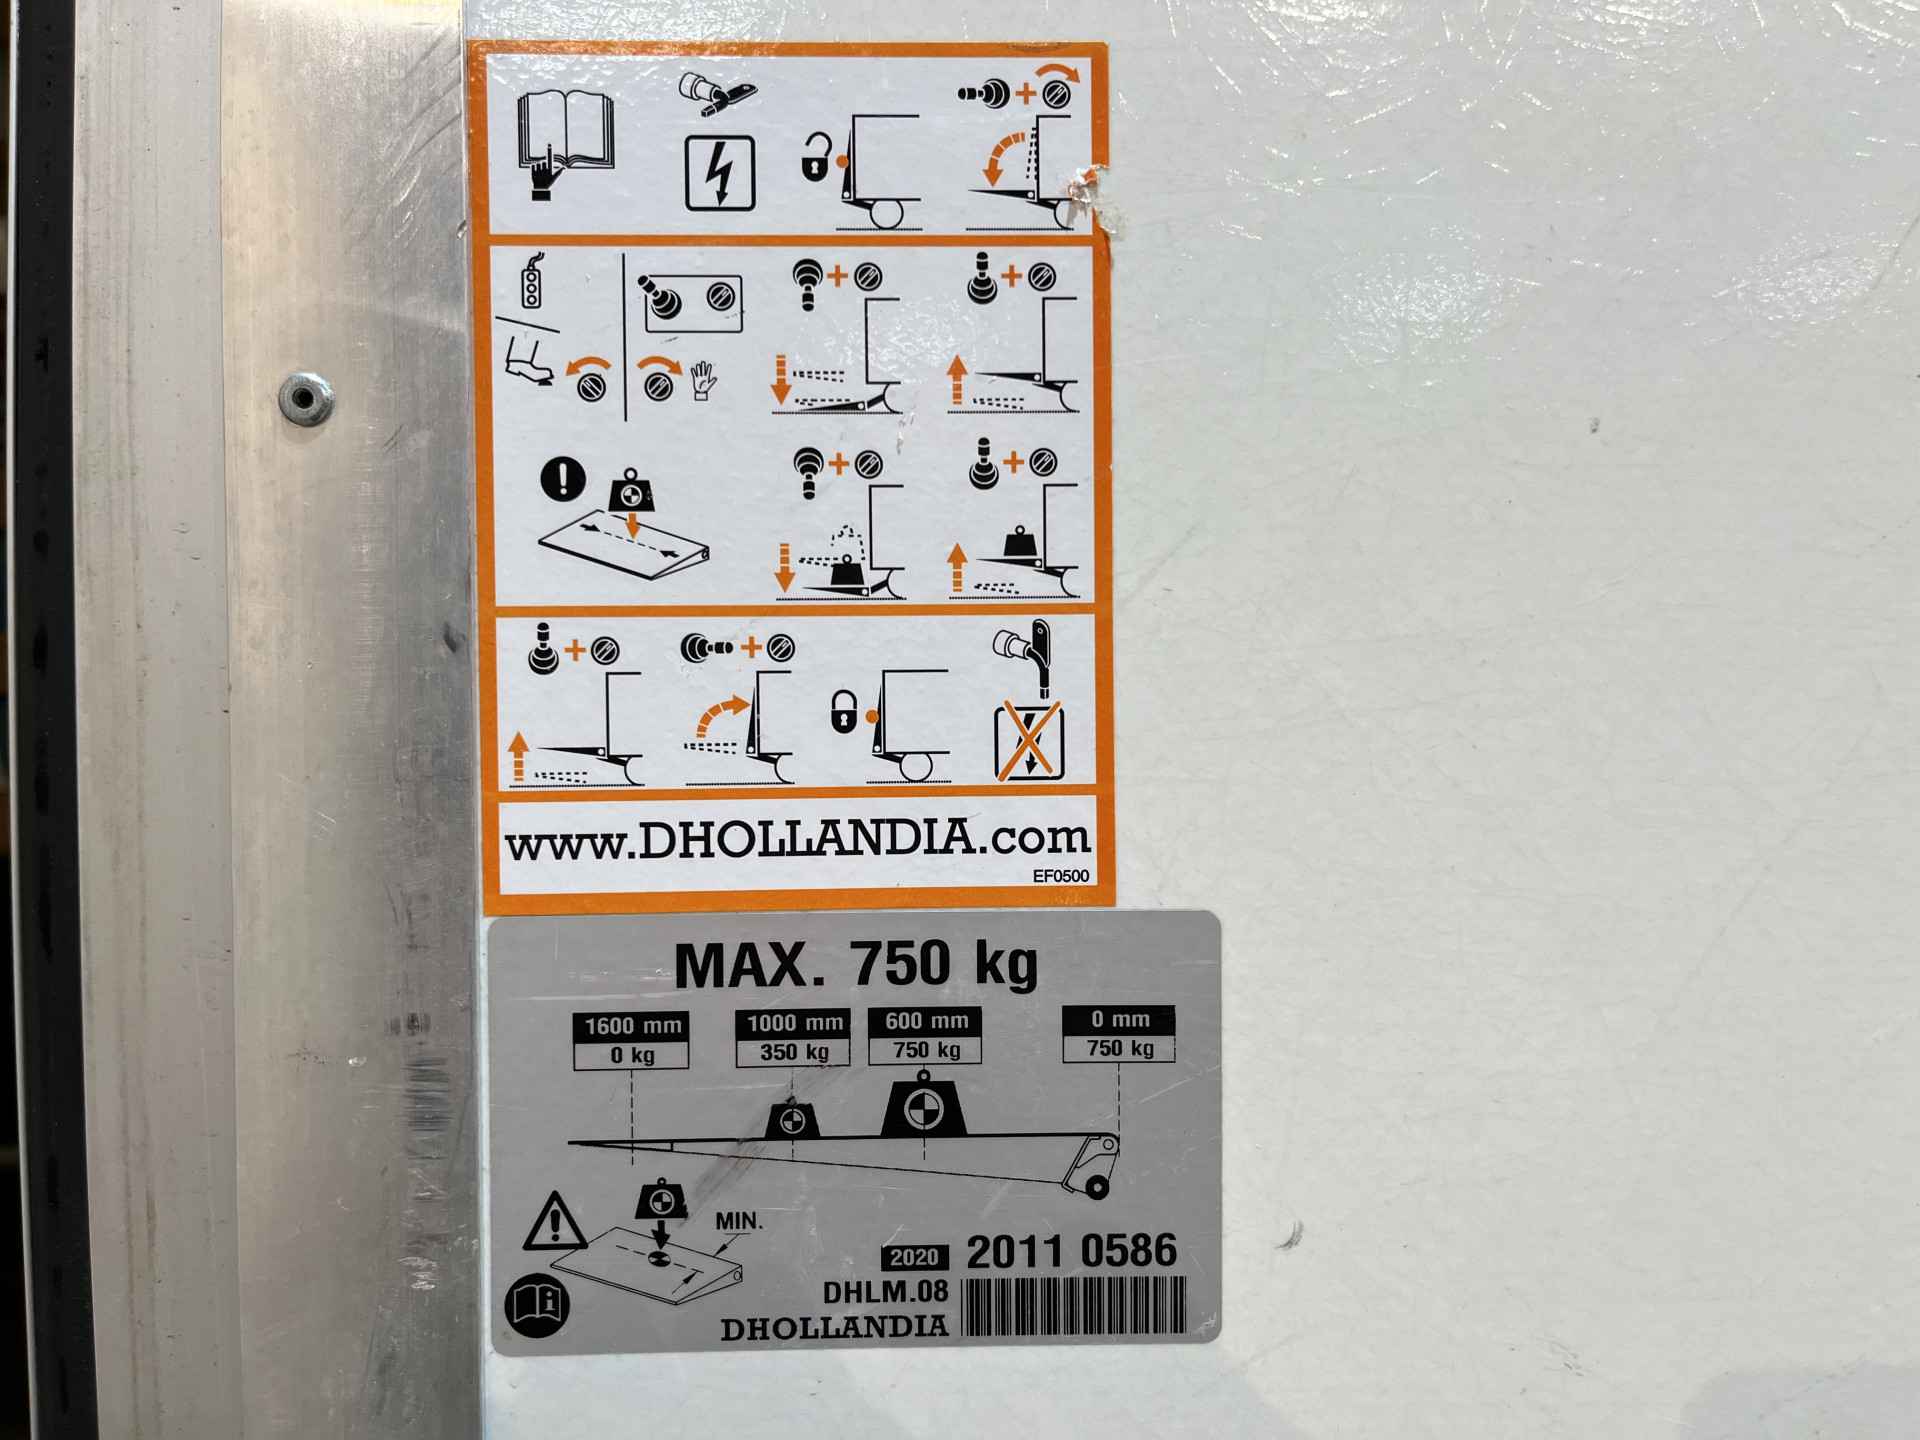 www.DHOLLANDIA.com
EF0500
MAX. 750 kg
1600 mm
0 kg
1000 mm
350 kg
600 mm
750 kg
0 mm
750 kg
MIN.
2020 2011 0586
DHLM.08
DHOLLANDIA